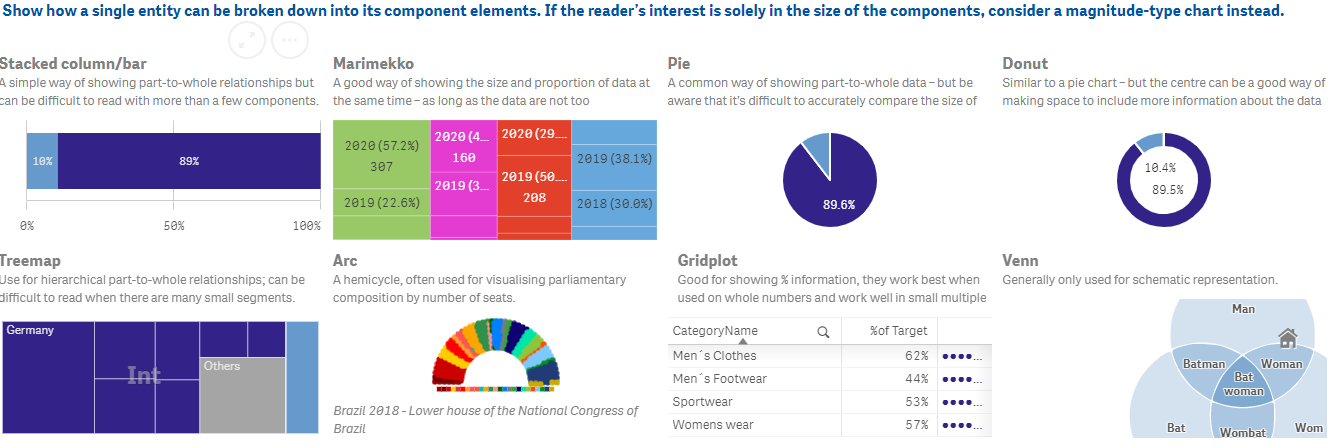 Show how a single entity can be broken down into its component elements. If the reader's interest is solely in the size of the components, consider a magnitude-type chart instead.
Stacked column/bar
A simple way of showing part-to-whole relationships but
can be difficult to read with more than a few components.
10%
89%
0%
50%
100%
Marimekko
A good way of showing the size and proportion of data at
the same time – as long as the data are not too
2020 (57.2%)
307
2019 (22.6%)
2020 (4...
160
2019 (3...
2020 (29....
2019 (50....
208
2019 (38.1%)
2018 (30.0%)
Pie
A common way of showing part-to-whole data – but be
aware that it's difficult to accurately compare the size of
89.6%
Donut
Similar to a pie chart – but the centre can be a good way of
making space to include more information about the data
10.4%
89.5%
Treemap
Use for hierarchical part-to-whole relationships; can be
difficult to read when there are many small segments.
Germany
Int
Others
Arc
A hemicycle, often used for visualising parliamentary
composition by number of seats.
Brazil 2018 - Lower house of the National Congress of
Brazil
Gridplot
Good for showing % information, they work best when
used on whole numbers and work well in small multiple
CategoryName %of Target
Men´s Clothes 62%
Men´s Footwear 44%
Sportwear 53%
Womens wear 57%
Venn
Generally only used for schematic representation.
Man
Batman
Woman
Bat
woman
Bat
Wombat
Wom